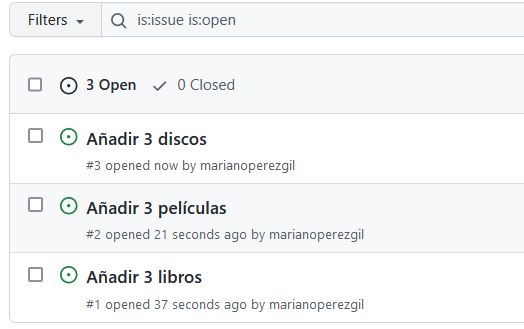 Filters is:issue is:open
3 Open 0 Closed
Añadir 3 discos
#3 opened now by marianoperezgil
Añadir 3 películas
#2 opened 21 seconds ago by marianoperezgil
Añadir 3 libros
#1 opened 37 seconds ago by marianoperezgil